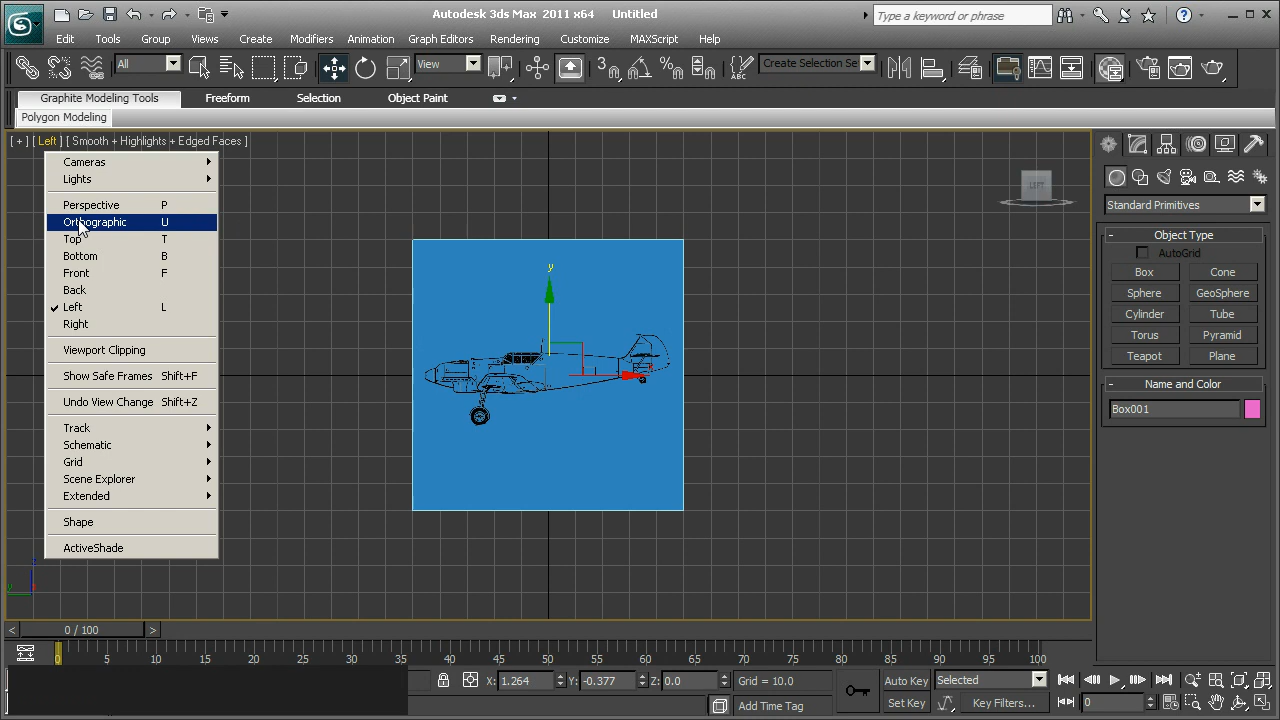 Autodesk 3ds Max 2011 x64 Untitled
Type a keyword or phrase
Edit Tools Group Views Create Modifiers Animation Graph Editors Rendering Customize MAXScript Help
All View 3 Create Selection Se
Graphite Modeling Tools Freeform Selection Object Paint
Polygon Modeling
[ + ] [ Left ] [ Smooth + Highlights + Edged Faces ]
Cameras
Lights
Perspective P
Orthographic U
Top T
Bottom B
Front F
Back
Left L
Right
Viewport Clipping
Show Safe Frames Shift+F
Undo View Change Shift+Z
Track
Schematic
Grid
Scene Explorer
Extended
Shape
ActiveShade
y
LEFT
z
y
Standard Primitives
- Object Type
AutoGrid
Box Cone
Sphere GeoSphere
Cylinder Tube
Torus Pyramid
Teapot Plane
- Name and Color
Box001
< 0 / 100 >
0 5 10 15 20 25 30 35 40 45 50 55 60 65 70 75 80 85 90 95 100
X: 1.264 Y: -0.377 Z: 0.0 Grid = 10.0 Auto Key Selected
Add Time Tag Set Key Key Filters... 0